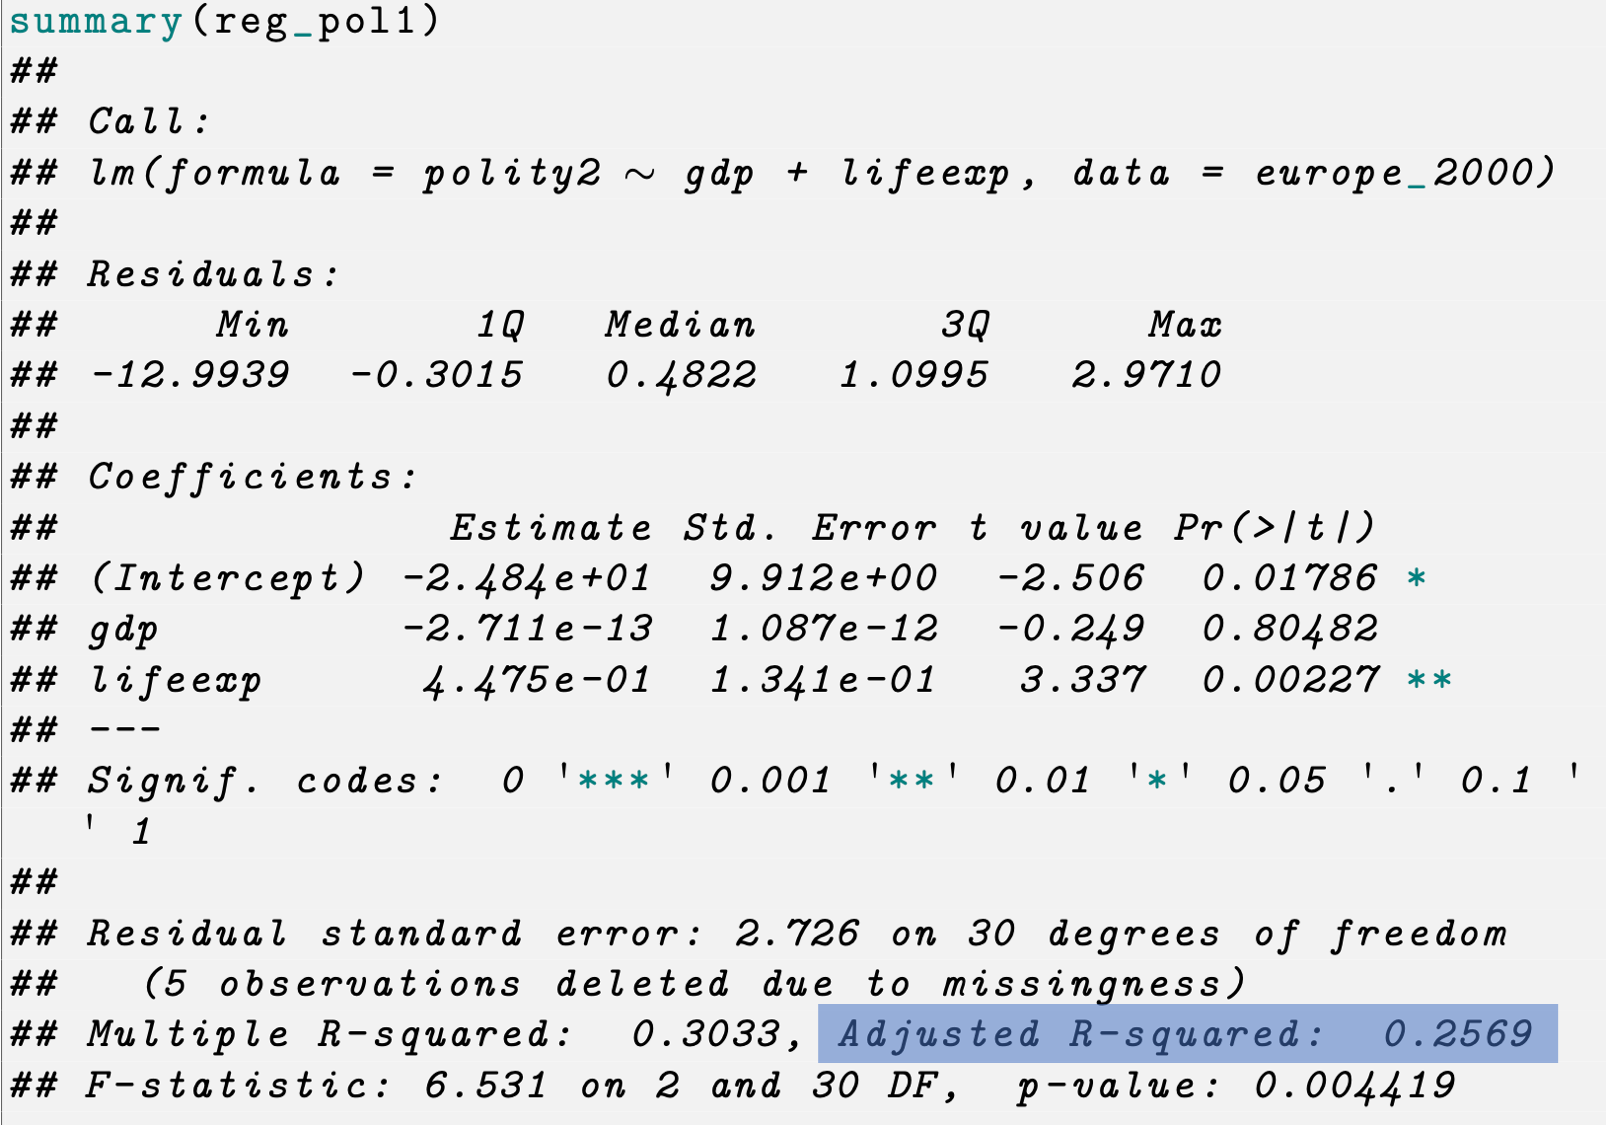 summary(reg_pol1)
##
## Call:
## lm(formula = polity2 ~ gdp + lifeexp, data = europe_2000)
##
## Residuals:
##      Min       1Q   Median       3Q      Max
## -12.9939  -0.3015   0.4822   1.0995   2.9710
##
## Coefficients:
##               Estimate Std. Error t value Pr(>|t|)
## (Intercept) -2.484e+01  9.912e+00  -2.506  0.01786 *
## gdp         -2.711e-13  1.087e-12  -0.249  0.80482
## lifeexp      4.475e-01  1.341e-01   3.337  0.00227 **
## ---
## Signif. codes:  0 '***' 0.001 '**' 0.01 '*' 0.05 '.' 0.1 '
' 1
##
## Residual standard error: 2.726 on 30 degrees of freedom
##   (5 observations deleted due to missingness)
## Multiple R-squared:  0.3033, Adjusted R-squared:  0.2569
## F-statistic: 6.531 on 2 and 30 DF,  p-value: 0.004419